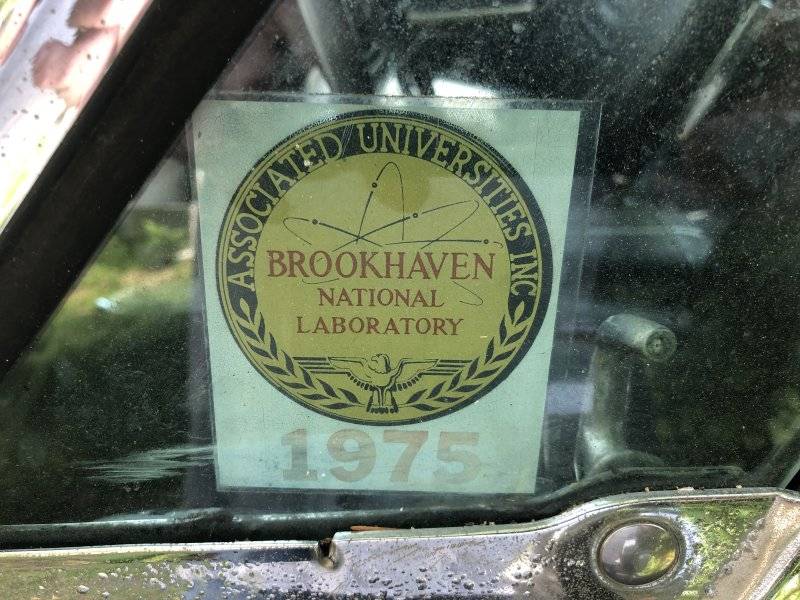 ASSOCIATED UNIVERSITIES INC
BROOKHAVEN
NATIONAL
LABORATORY
1975